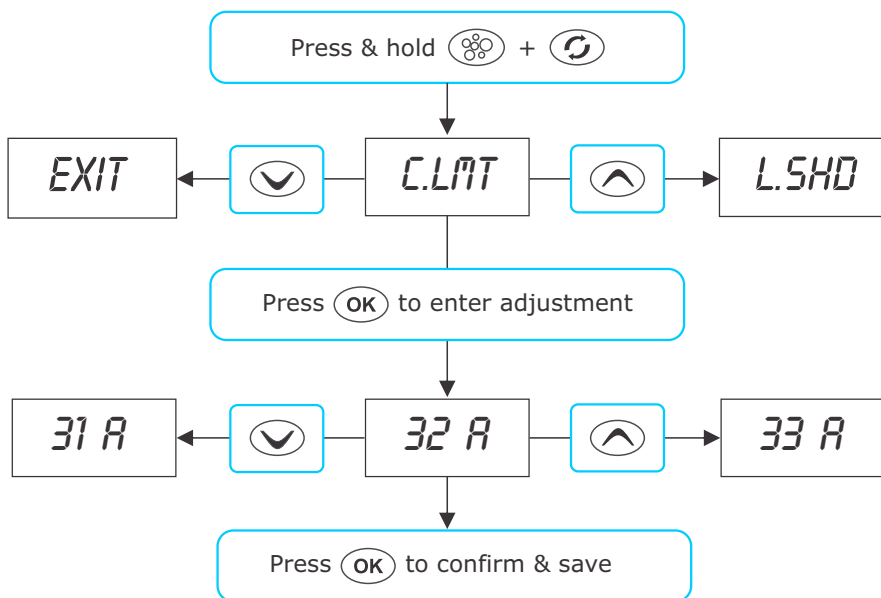 Press & hold +
EXIT C.LMT L.SHD
Press OK to enter adjustment
31 A 32 A 33 A
Press OK to confirm & save